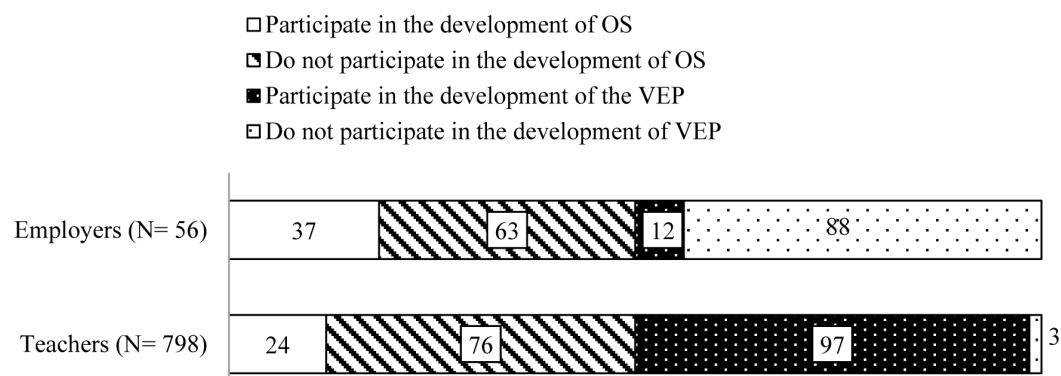 Participate in the development of OS
Do not participate in the development of OS
Participate in the development of the VEP
Do not participate in the development of VEP
Employers (N= 56)
37
63
12
88
Teachers (N= 798)
24
76
97
3